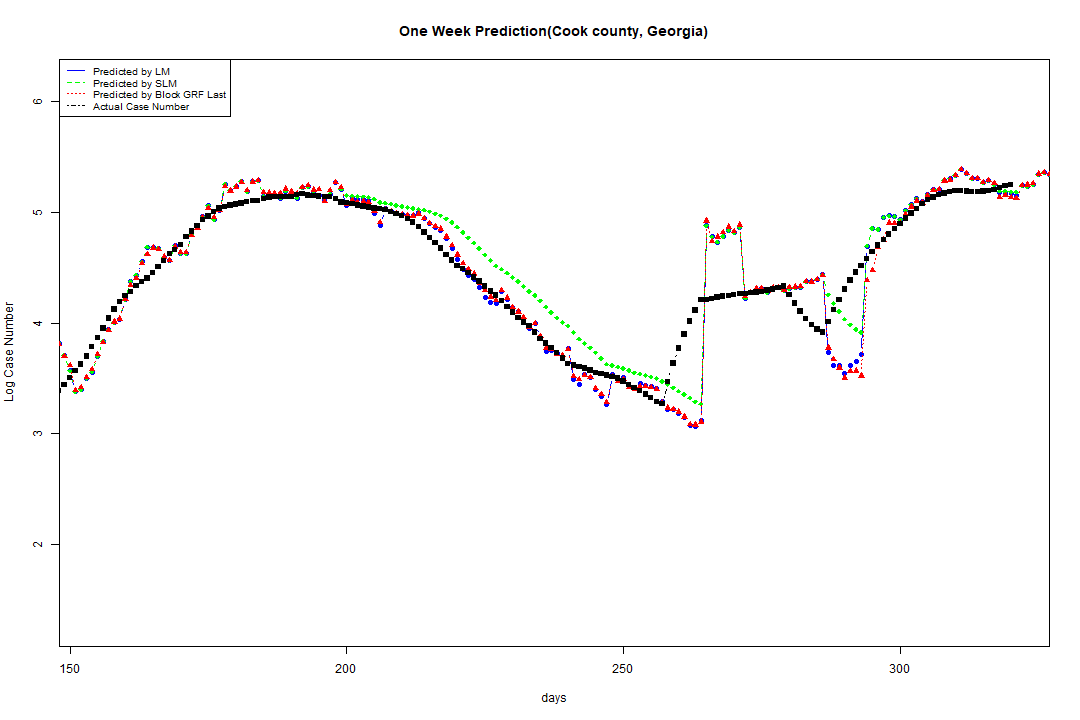 One Week Prediction(Cook county, Georgia)
Predicted by LM
Predicted by SLM
Predicted by Block GRF Last
Actual Case Number
6
5
4
3
2
Log Case Number
150
200
250
300
days